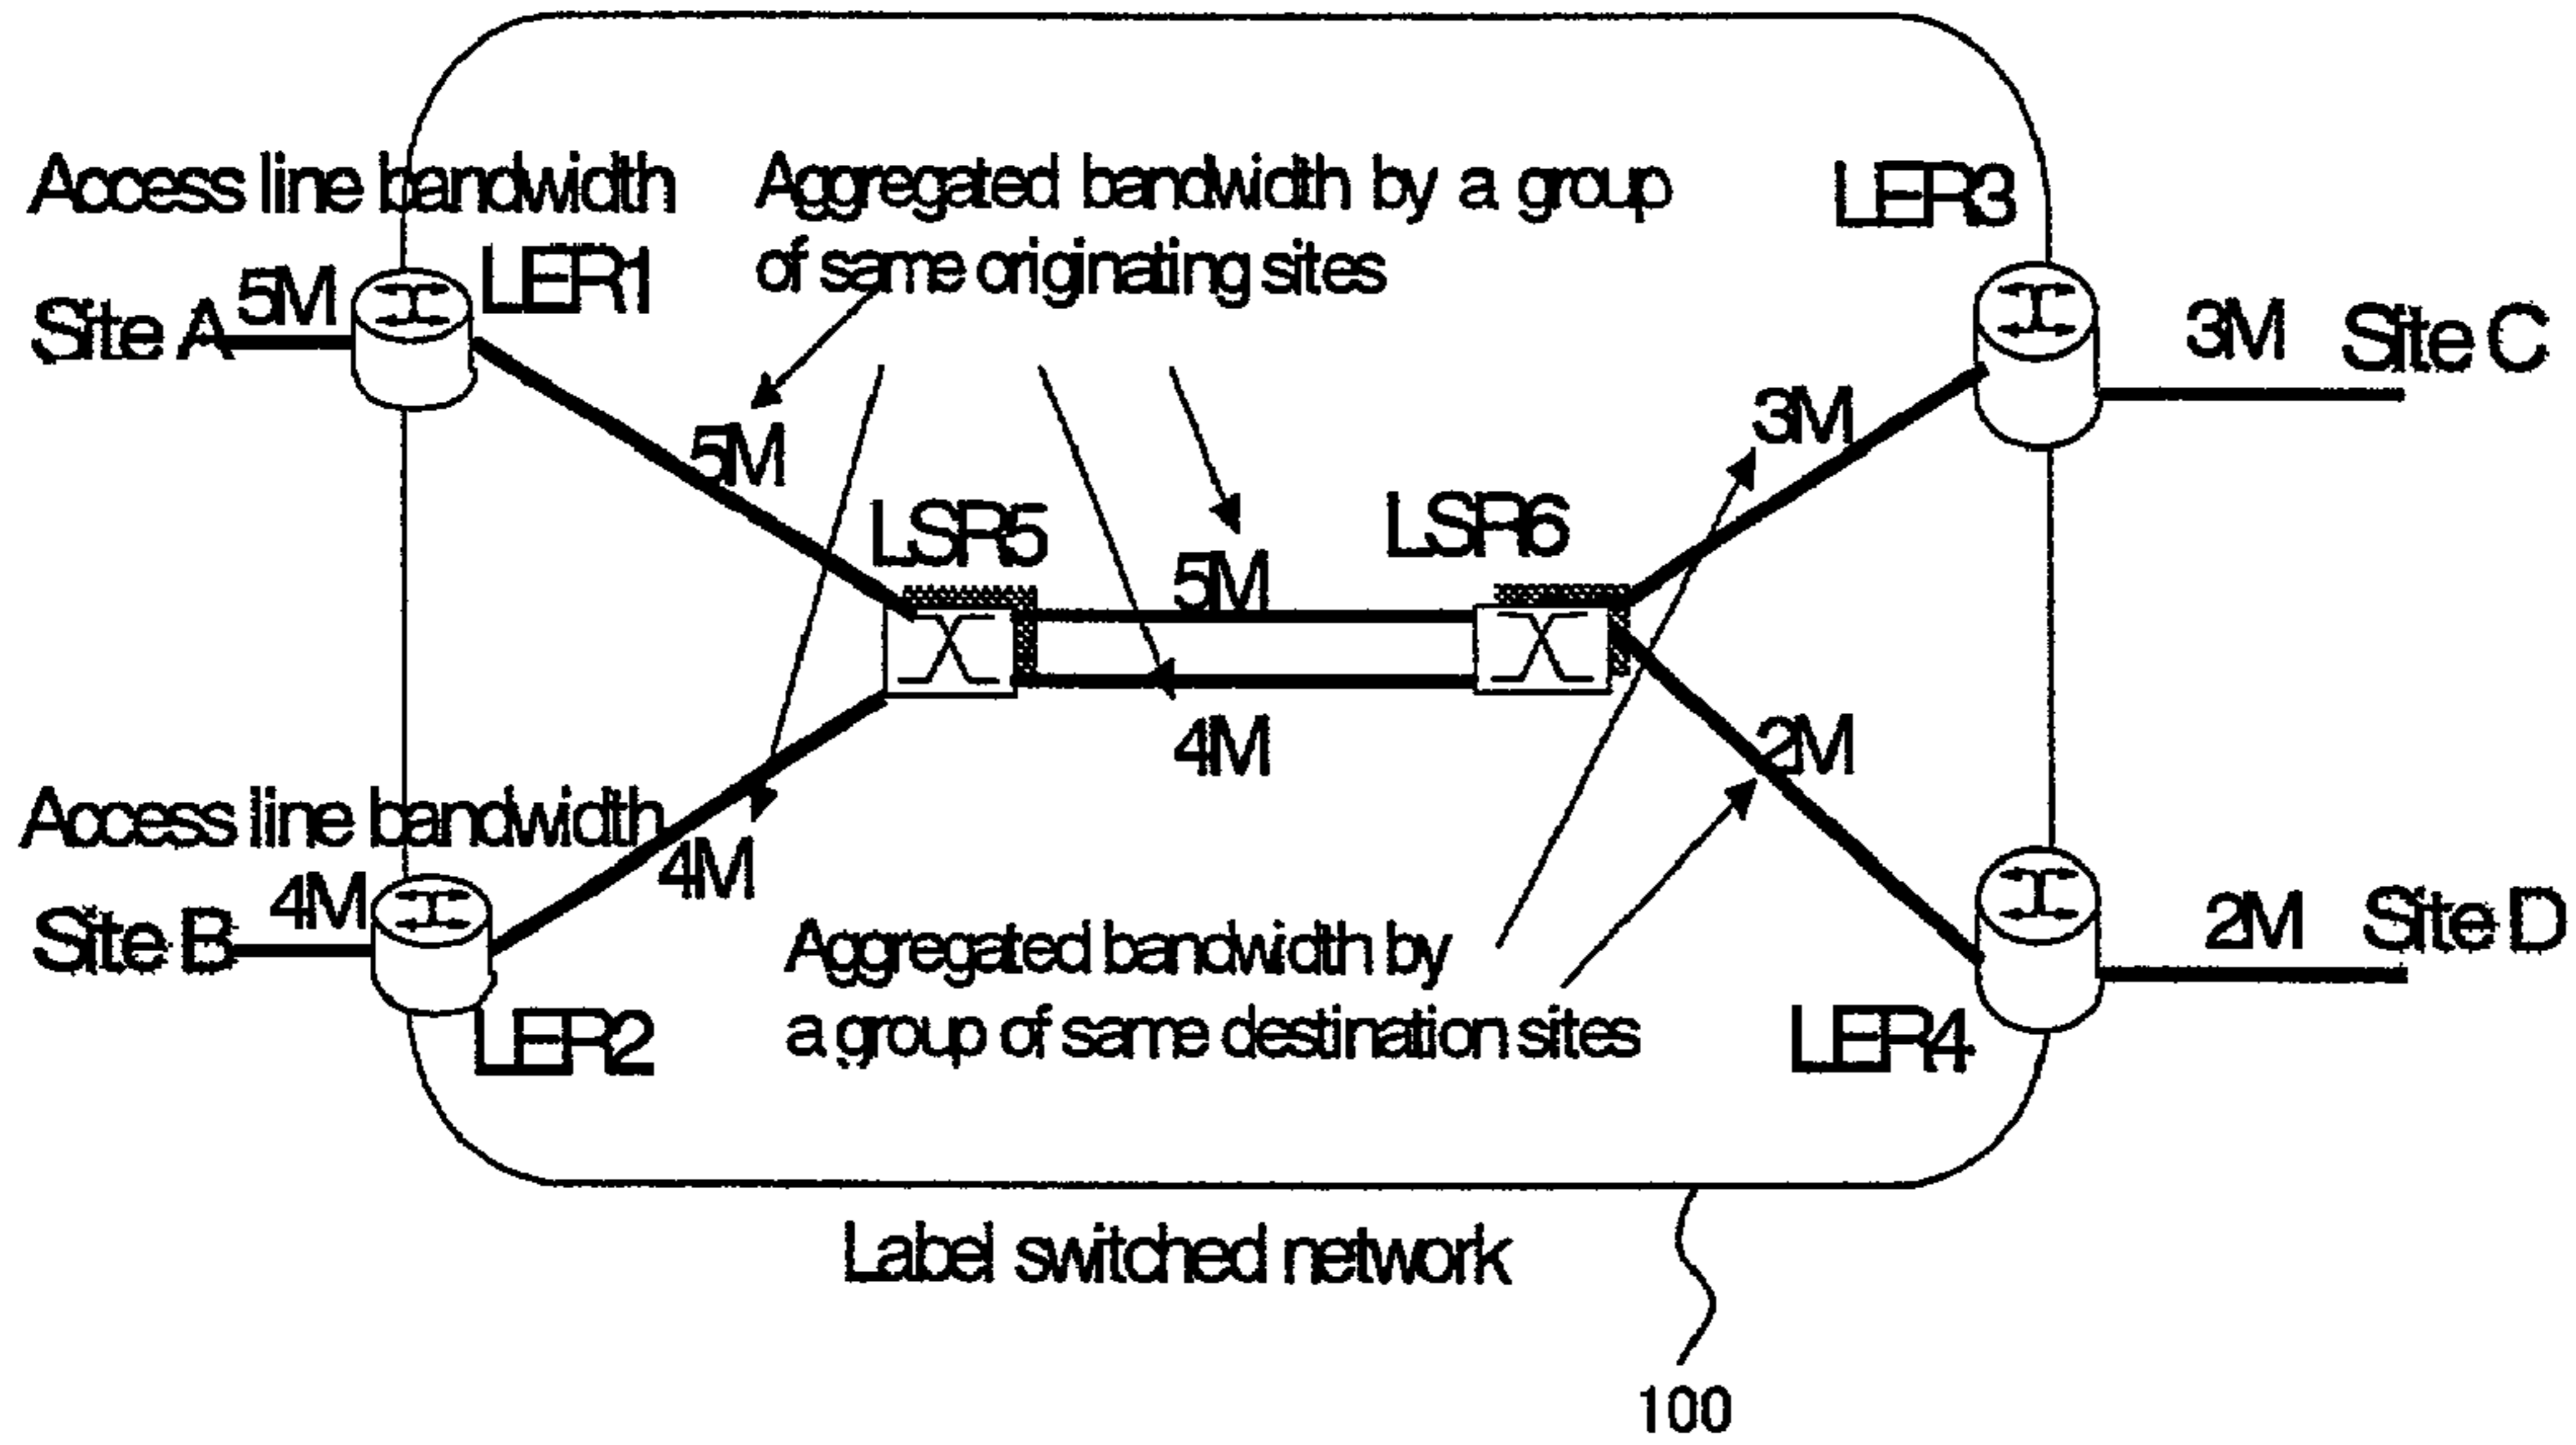 Access line bandwidth
Aggregated bandwidth by a group
of same originating sites
LER3
5M
LER1
Site A
3M
Site C
5M
3M
LSR5
LSR6
5M
4M
2M
Access line bandwidth
4M
4M
Site B
Aggregated bandwidth by
a group of same destination sites
2M
Site D
LER2
LER4
Label switched network
100